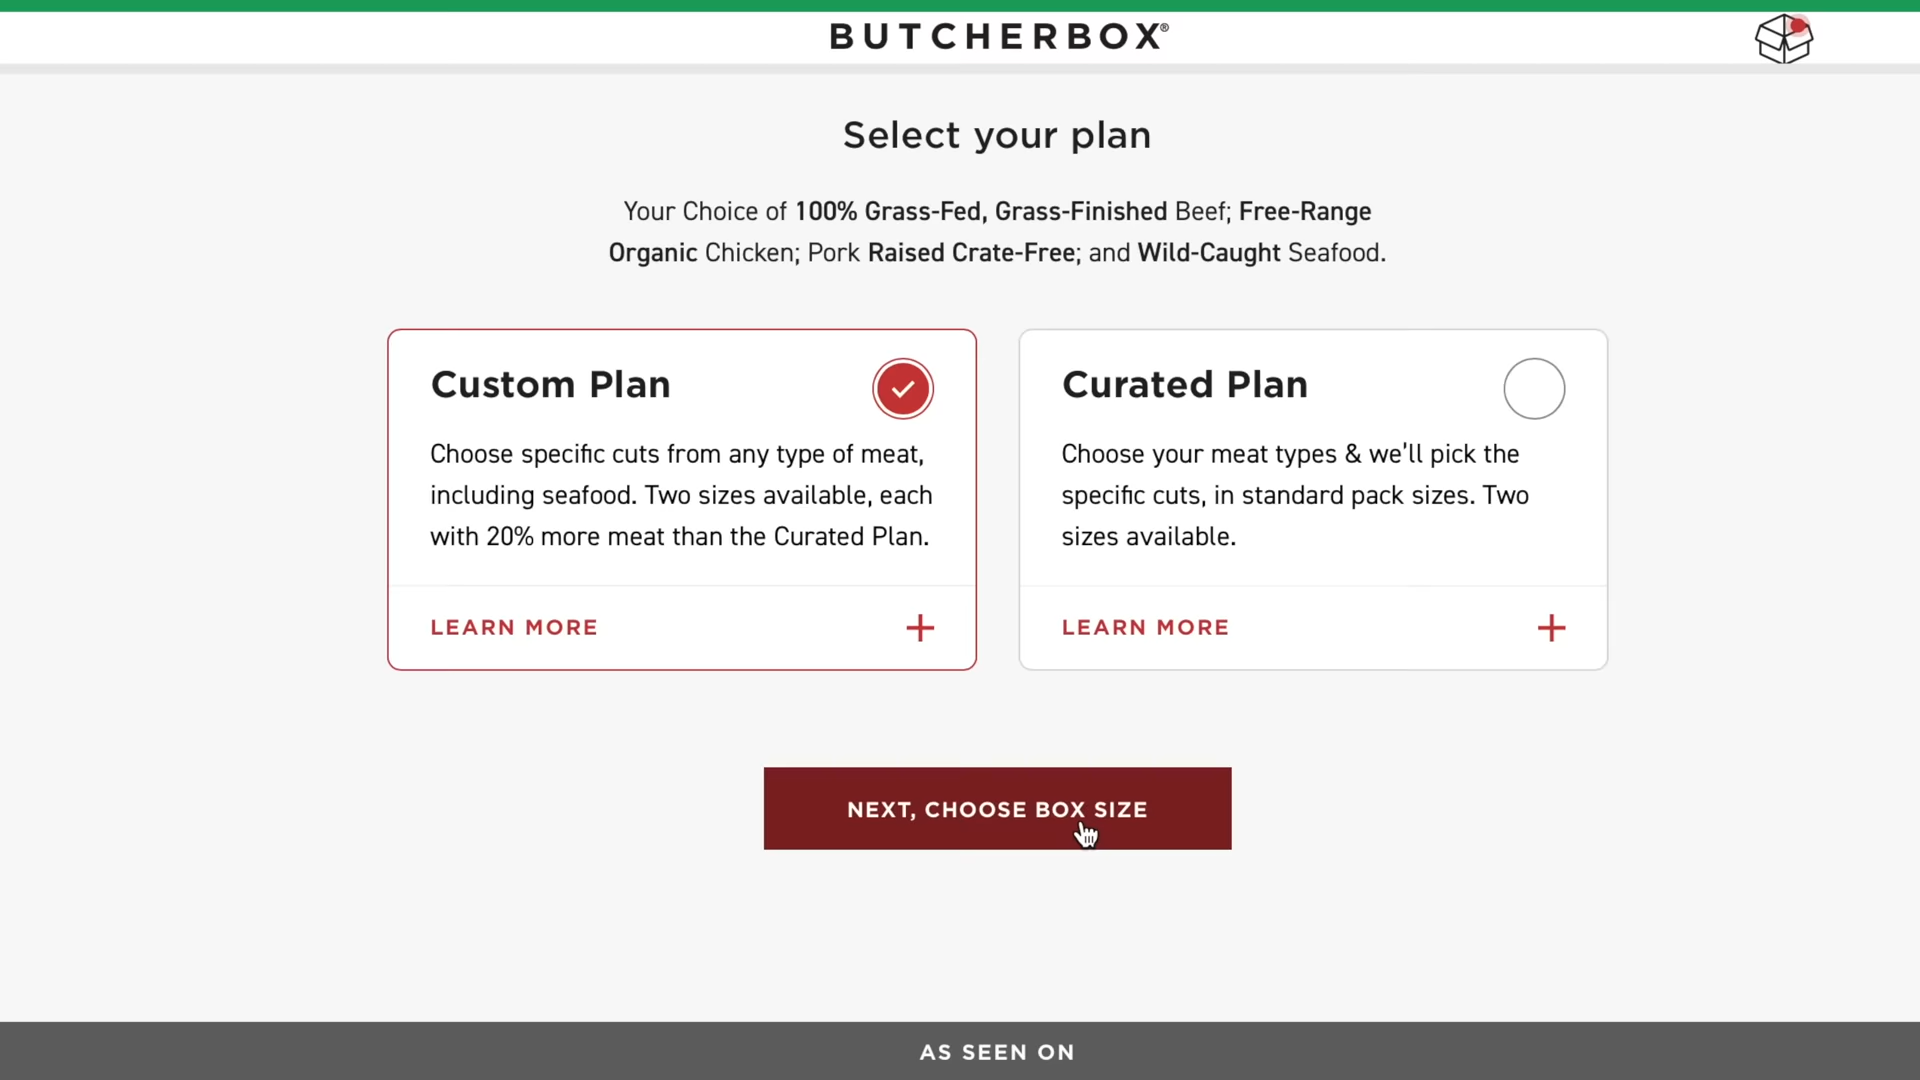 BUTCHERBOX®
Select your plan
Your Choice of 100% Grass-Fed, Grass-Finished Beef; Free-Range
Organic Chicken; Pork Raised Crate-Free; and Wild-Caught Seafood.
Custom Plan
Choose specific cuts from any type of meat,
including seafood. Two sizes available, each
with 20% more meat than the Curated Plan.
LEARN MORE
Curated Plan
Choose your meat types & we'll pick the
specific cuts, in standard pack sizes. Two
sizes available.
LEARN MORE
NEXT, CHOOSE BOX SIZE
AS SEEN ON